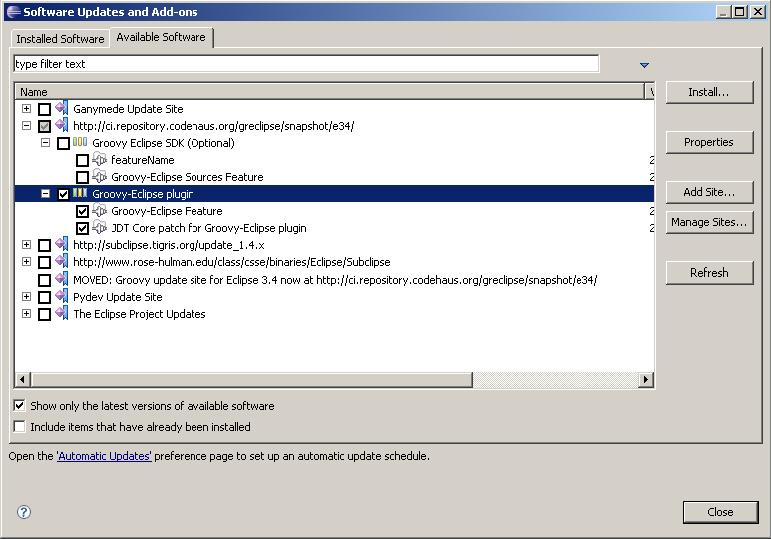 Software Updates and Add-ons
Installed Software
Available Software
type filter text
Name
Install...
Ganymede Update Site
http://ci.repository.codehaus.org/greclipse/snapshot/e34/
Groovy Eclipse SDK (Optional)
Properties
featureName
Groovy-Eclipse Sources Feature
Groovy-Eclipse plugin
Add Site...
Groovy-Eclipse Feature
JDT Core patch for Groovy-Eclipse plugin
Manage Sites...
http://subclipse.tigris.org/update_1.4.x
http://www.rose-hulman.edu/class/csse/binaries/Eclipse/Subclipse
MOVED: Groovy update site for Eclipse 3.4 now at http://ci.repository.codehaus.org/greclipse/snapshot/e34/
Refresh
Pydev Update Site
The Eclipse Project Updates
Show only the latest versions of available software
Include items that have already been installed
Open the 'Automatic Updates' preference page to set up an automatic update schedule.
?
Close